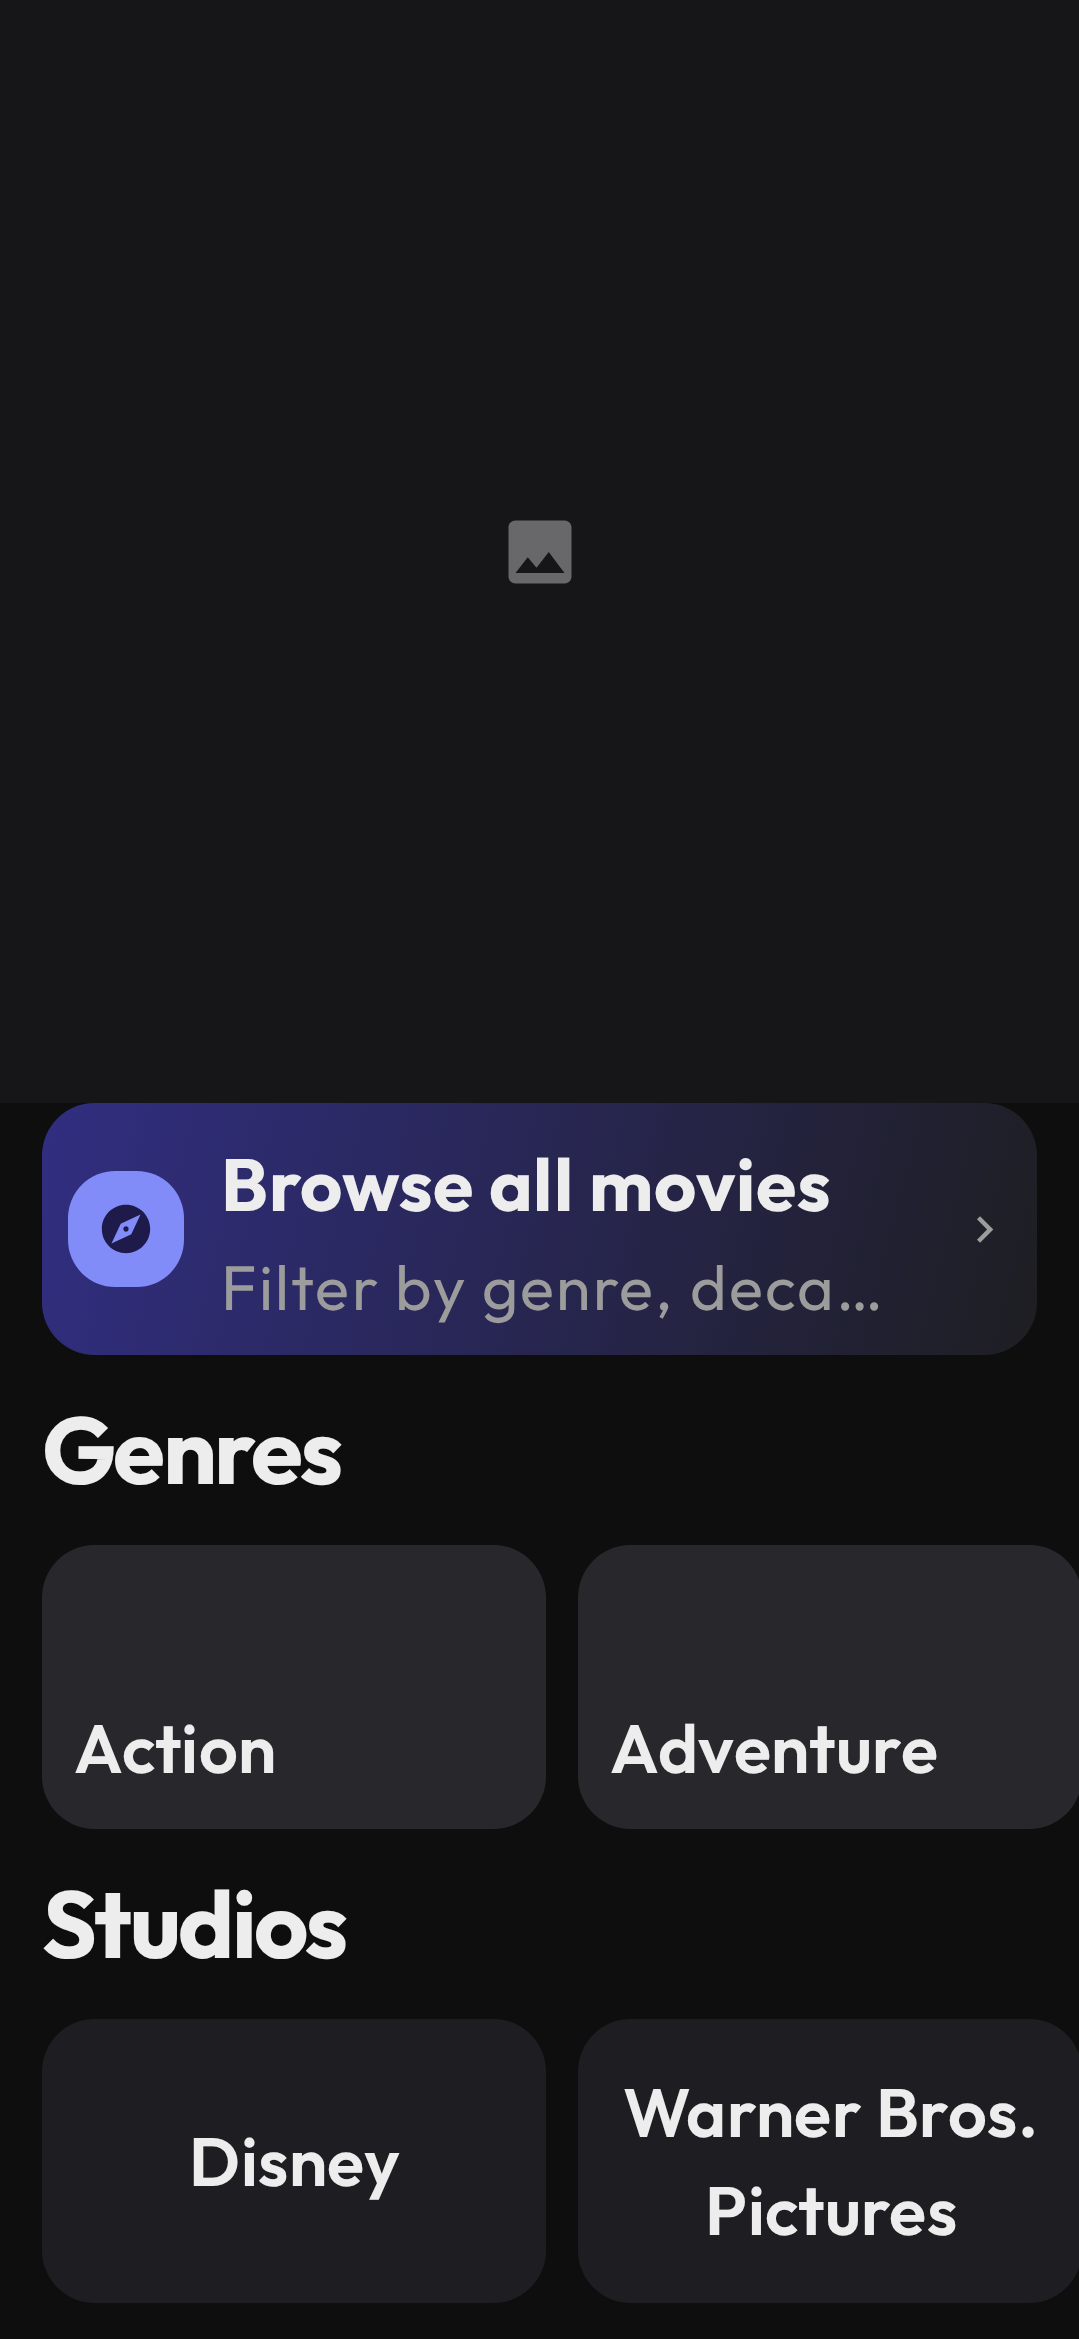 Browse all movies
Filter by genre, deca...
Genres
Action
Adventure
Studios
Disney
Warner Bros.
Pictures